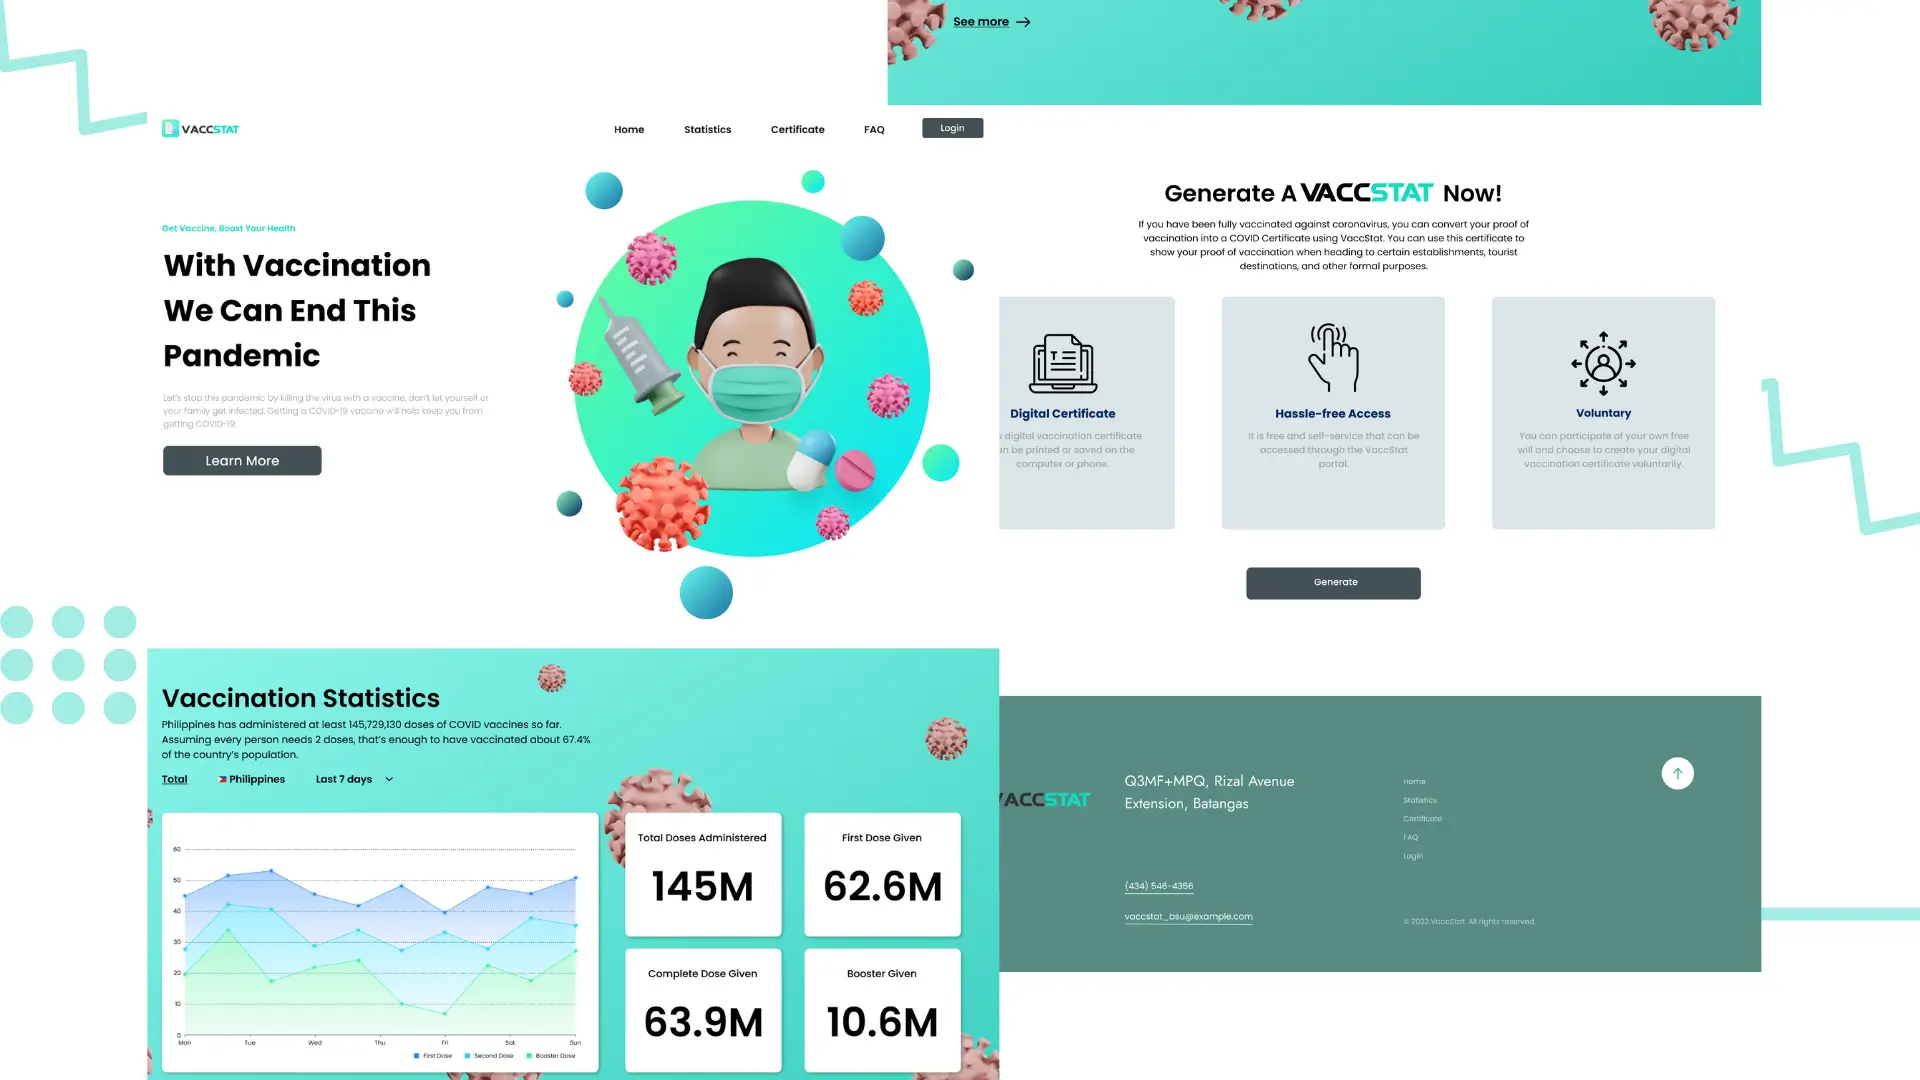 See more
VACCSTAT
Home
Statistics
Certificate
FAQ
Login
Get Vaccine, Boost Your Health
With Vaccination
We Can End This
Pandemic
Let's stop this pandemic by killing the virus with a vaccine, don't let yourself or
your family get infected. Getting a COVID-19 vaccine will help keep you from
getting COVID-19.
Learn More
Generate A VACCSTAT Now!
If you have been fully vaccinated against coronavirus, you can convert your proof of
vaccination into a COVID Certificate using VaccStat. You can use this certificate to
show your proof of vaccination when heading to certain establishments, tourist
destinations, and other formal purposes.
T
Digital Certificate
s digital vaccination certificate
n be printed or saved on the
computer or phone.
Hassle-free Access
It is free and self-service that can be
accessed through the VaccStat
portal.
Voluntary
You can participate of your own free
will and choose to create your digital
vaccination certificate voluntarily.
Generate
Vaccination Statistics
Philippines has administered at least 145,729,130 doses of COVID vaccines so far.
Assuming every person needs 2 doses, that's enough to have vaccinated about 67.4%
of the country's population.
Total
Philippines
Last 7 days
60
50
40
30
20
10
0
Mon
Tue
Wed
Thu
Fri
Sat
Sun
First Dose
Second Dose
Booster Dose
Total Doses Administered
145M
First Dose Given
62.6M
Complete Dose Given
63.9M
Booster Given
10.6M
VACCSTAT
Q3MF+MPQ, Rizal Avenue
Extension, Batangas
(434) 546-4356
vaccstat_bsu@example.com
Home
Statistics
Certificate
FAQ
Login
© 2022 VaccStat. All rights reserved.